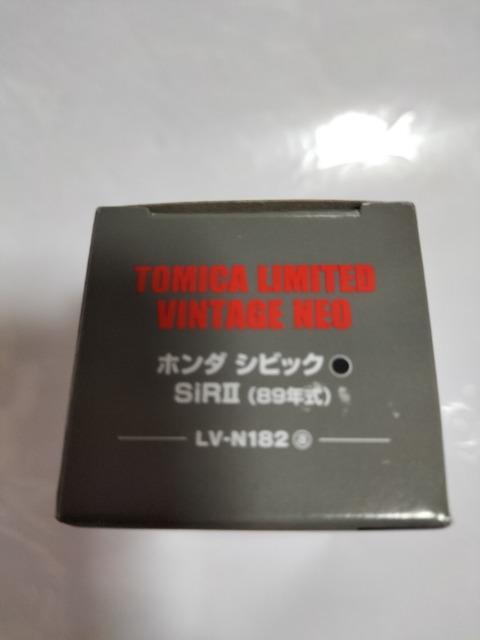 TOMICA LIMITED
VINTAGE NEO
ホンダ シビック
SiRII (89年式)
LV-N182 ⓐ